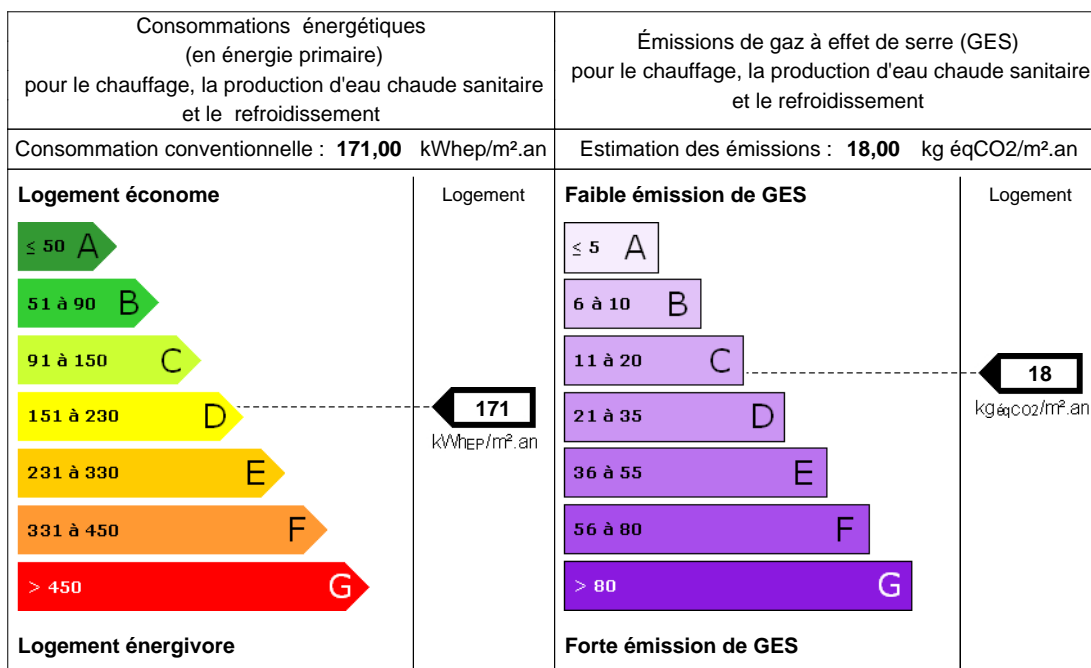 Consommations énergétiques
(en énergie primaire)
pour le chauffage, la production d'eau chaude sanitaire
et le refroidissement
Émissions de gaz à effet de serre (GES)
pour le chauffage, la production d'eau chaude sanitaire
et le refroidissement
Consommation conventionnelle : 171,00 kWhep/m².an
Estimation des émissions : 18,00 kg éqCO2/m².an
Logement économe
Logement
≤ 50 A
51 à 90 B
91 à 150 C
151 à 230 D
231 à 330 E
331 à 450 F
> 450 G
171
kWhEP/m².an
Logement énergivore
Faible émission de GES
Logement
≤ 5 A
6 à 10 B
11 à 20 C
21 à 35 D
36 à 55 E
56 à 80 F
> 80 G
18
kgéqCO2/m².an
Forte émission de GES